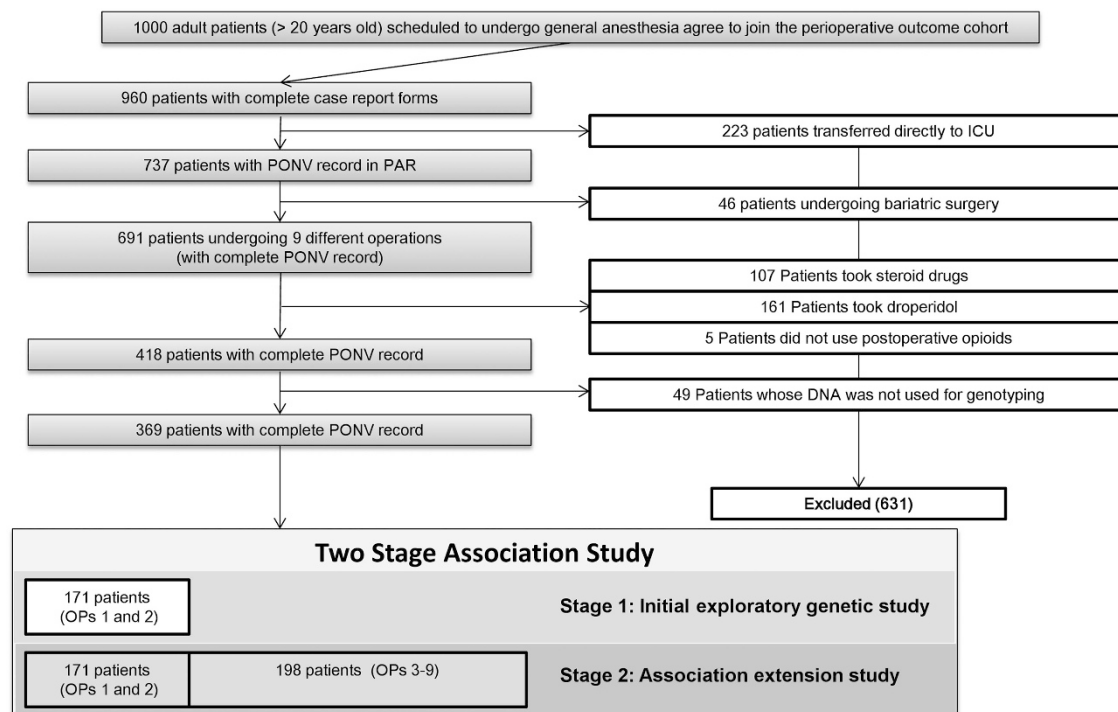 1000 adult patients (> 20 years old) scheduled to undergo general anesthesia agree to join the perioperative outcome cohort
960 patients with complete case report forms
223 patients transferred directly to ICU
737 patients with PONV record in PAR
46 patients undergoing bariatric surgery
691 patients undergoing 9 different operations
(with complete PONV record)
107 Patients took steroid drugs
161 Patients took droperidol
5 Patients did not use postoperative opioids
418 patients with complete PONV record
49 Patients whose DNA was not used for genotyping
369 patients with complete PONV record
Excluded (631)
Two Stage Association Study
171 patients
(OPs 1 and 2)
Stage 1: Initial exploratory genetic study
171 patients
(OPs 1 and 2)
198 patients (OPs 3-9)
Stage 2: Association extension study